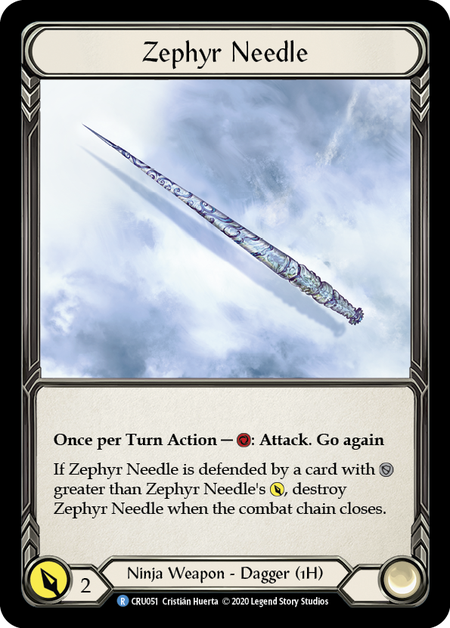 Zephyr Needle
Once per Turn Action — : Attack. Go again
If Zephyr Needle is defended by a card with
greater than Zephyr Needle's , destroy
Zephyr Needle when the combat chain closes.
2
Ninja Weapon - Dagger (1H)
R CRU051 Cristián Huerta © 2020 Legend Story Studios